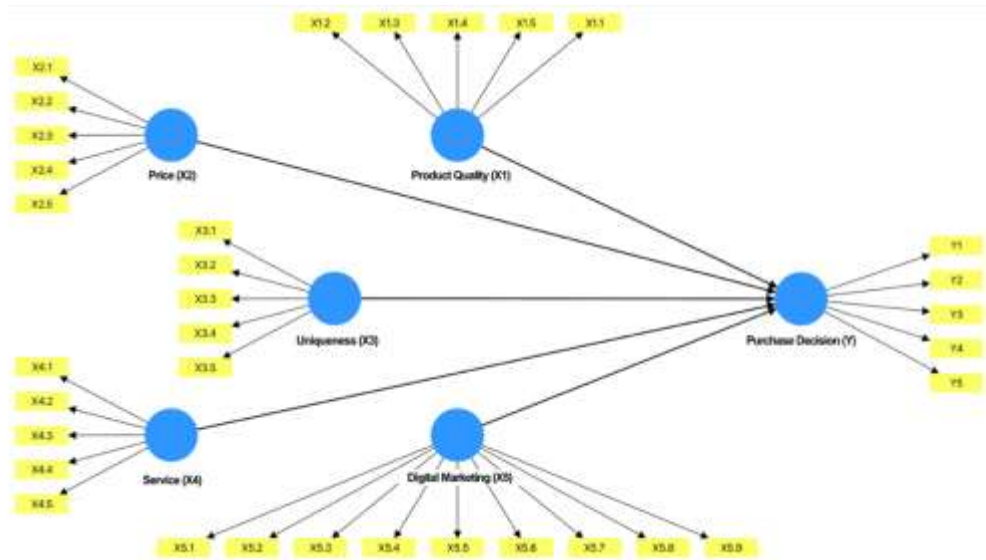 X1.2 X1.3 X1.4 X1.5 X1.1
X2.1
X2.2
X2.3
X2.4
X2.5
Price (X2)
Product Quality (X1)
X3.1
X3.2
X3.3
X3.4
X3.5
Uniqueness (X3)
Y1
Y2
Y3
Y4
Y5
Purchase Decision (Y)
X4.1
X4.2
X4.3
X4.4
X4.5
Service (X4)
Digital Marketing (X5)
X5.1 X5.2 X5.3 X5.4 X5.5 X5.6 X5.7 X5.8 X5.9